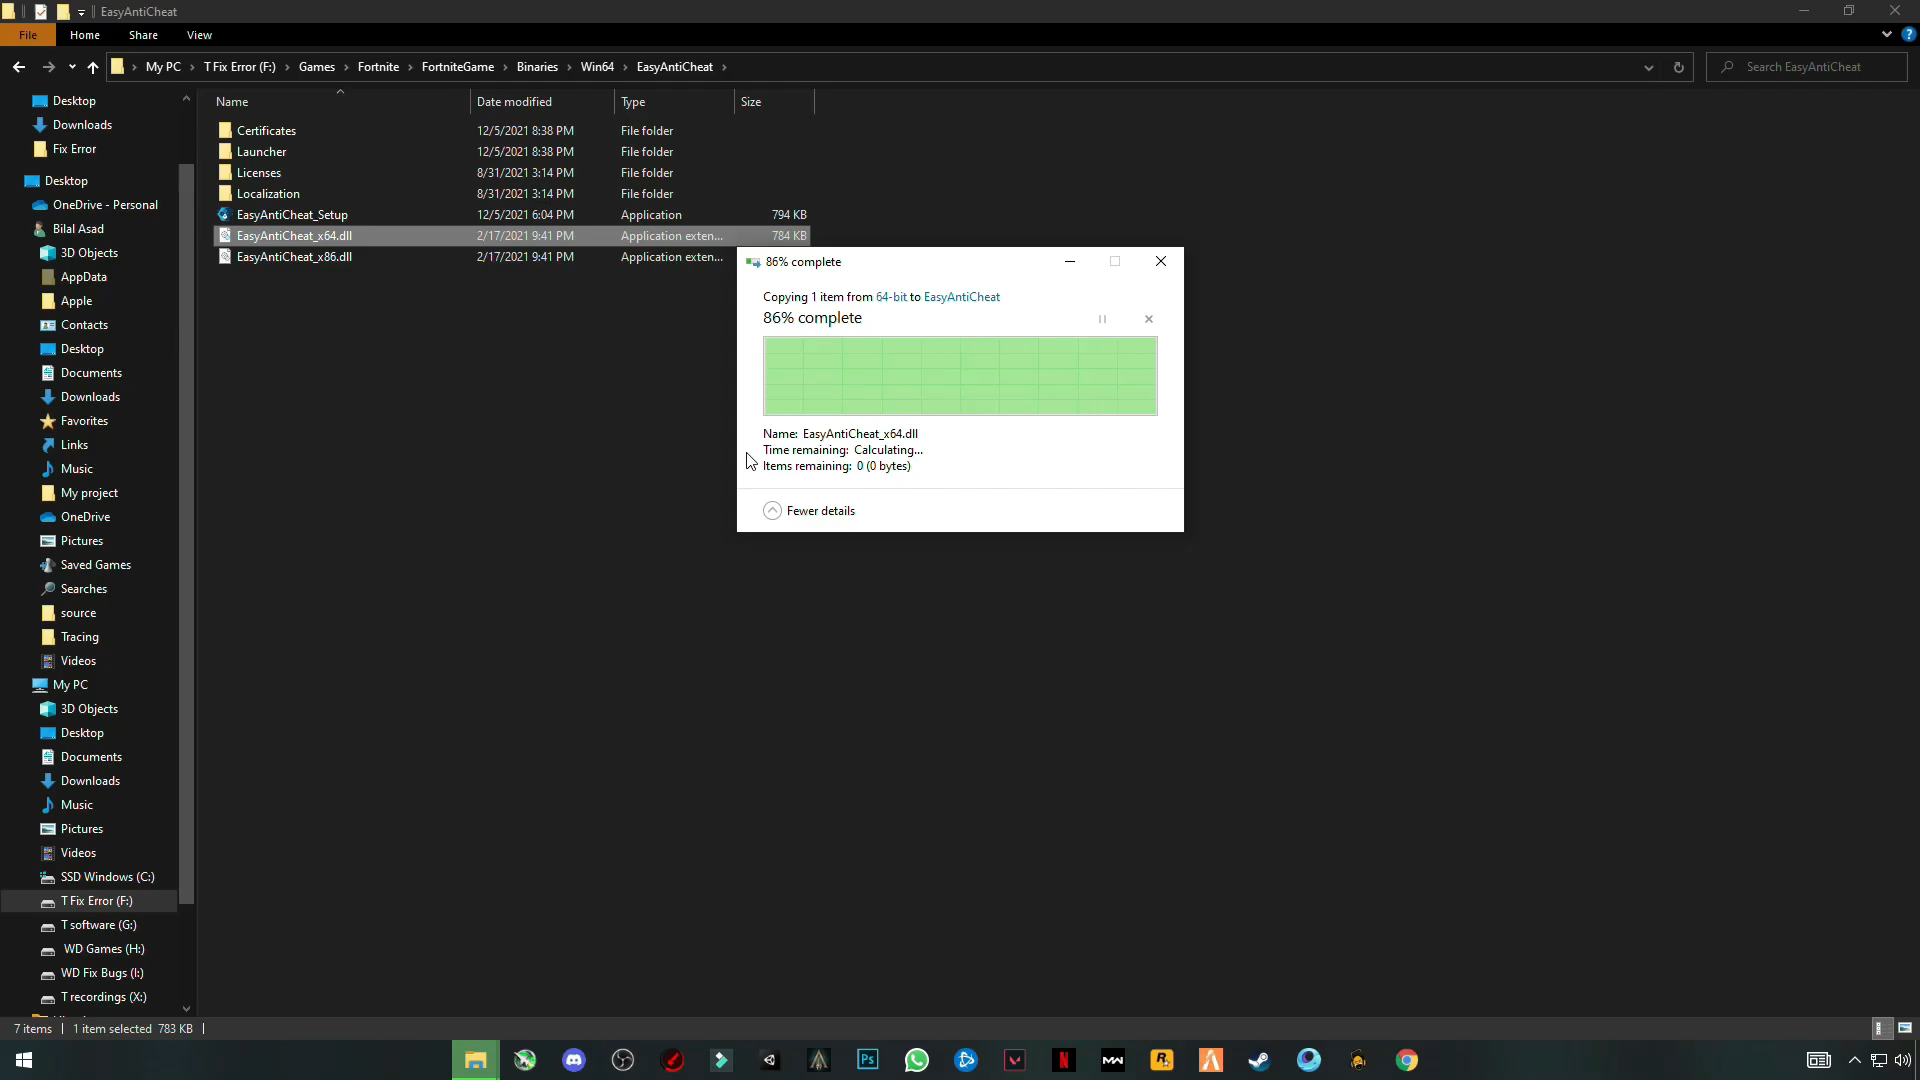 EasyAntiCheat
File Home Share View
My PC T Fix Error (F:) Games Fortnite FortniteGame Binaries Win64 EasyAntiCheat Search EasyAntiCheat
Name Date modified Type Size
Certificates 12/5/2021 8:38 PM File folder
Launcher 12/5/2021 8:38 PM File folder
Licenses 8/31/2021 3:14 PM File folder
Localization 8/31/2021 3:14 PM File folder
EasyAntiCheat_Setup 12/5/2021 6:04 PM Application 794 KB
EasyAntiCheat_x64.dll 2/17/2021 9:41 PM Application exten... 784 KB
EasyAntiCheat_x86.dll 2/17/2021 9:41 PM Application exten...
Desktop
Downloads
Fix Error
Desktop
OneDrive - Personal
Bilal Asad
3D Objects
AppData
Apple
Contacts
Desktop
Documents
Downloads
Favorites
Links
Music
My project
OneDrive
Pictures
Saved Games
Searches
source
Tracing
Videos
My PC
3D Objects
Desktop
Documents
Downloads
Music
Pictures
Videos
SSD Windows (C:)
T Fix Error (F:)
T software (G:)
WD Games (H:)
WD Fix Bugs (I:)
T recordings (X:)
86% complete
Copying 1 item from 64-bit to EasyAntiCheat
86% complete
Name: EasyAntiCheat_x64.dll
Time remaining: Calculating...
Items remaining: 0 (0 bytes)
Fewer details
7 items 1 item selected 783 KB
Ps